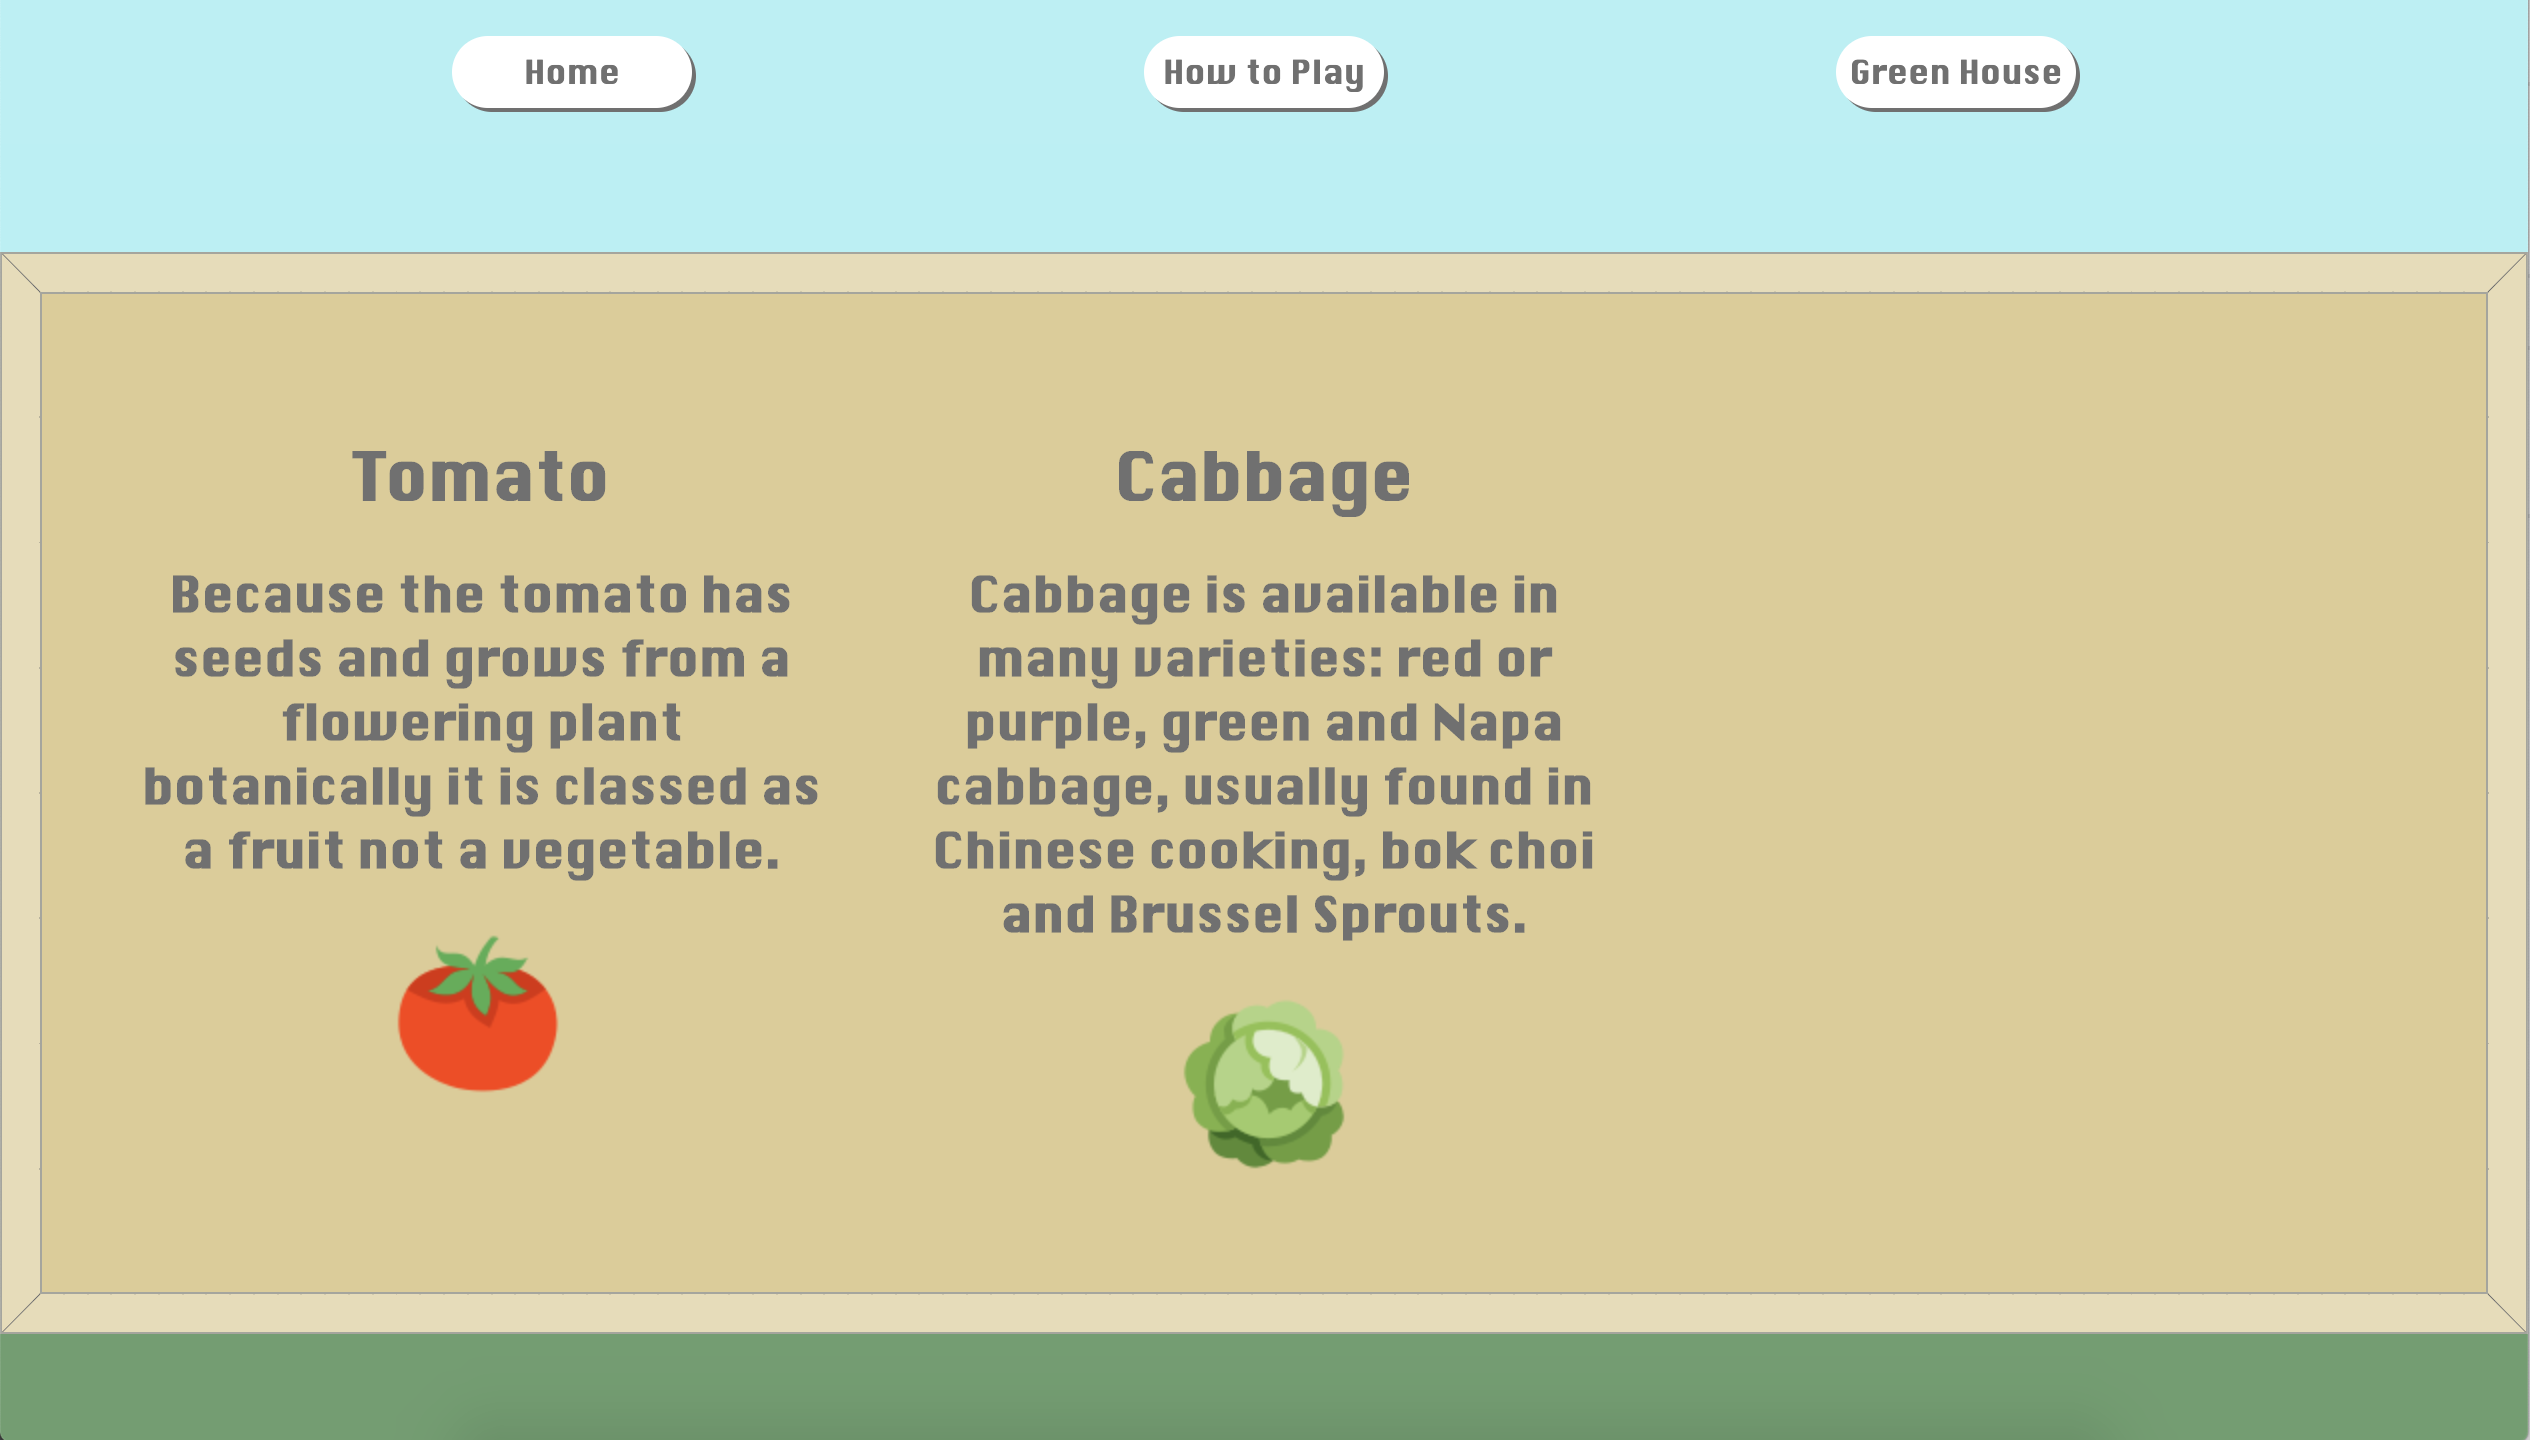 Home
How to Play
Green House
Tomato
Because the tomato has
seeds and grows from a
flowering plant
botanically it is classed as
a fruit not a vegetable.
Cabbage
Cabbage is available in
many varieties: red or
purple, green and Napa
cabbage, usually found in
Chinese cooking, bok choi
and Brussel Sprouts.